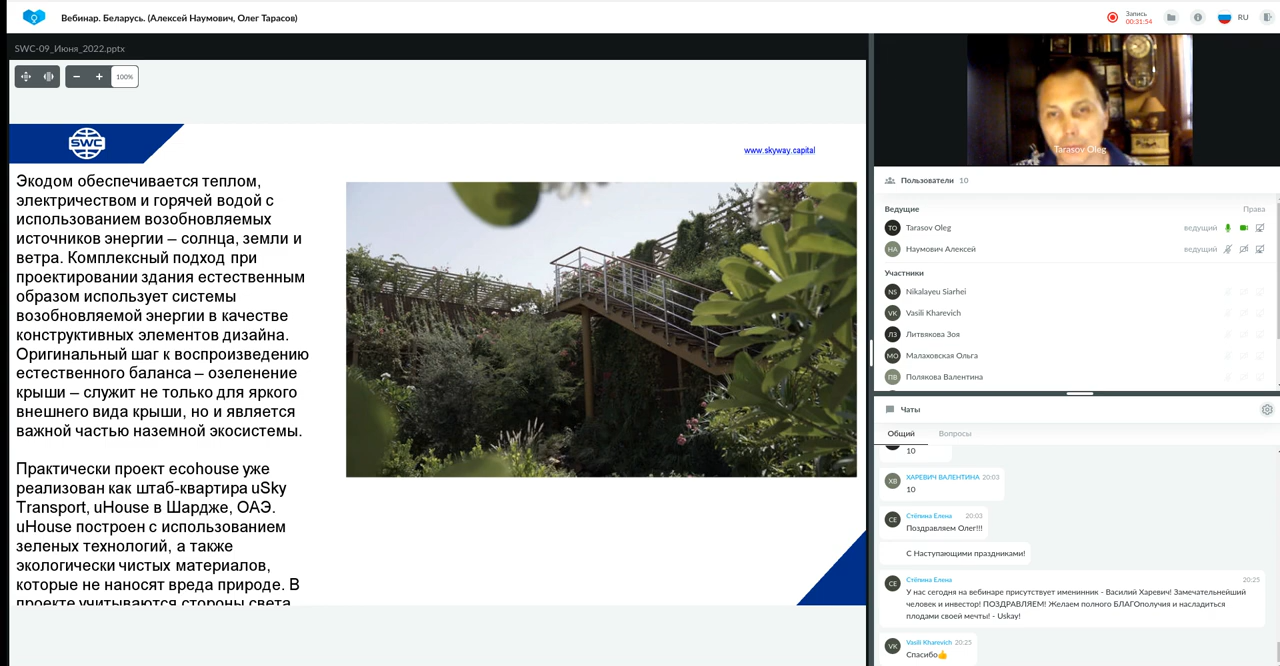 Вебинар. Беларусь. (Алексей Наумович, Олег Тарасов)
Запись
00:31:54
RU
SWC-09_Июня_2022.pptx
100%
SWC
www.skyway.capital
Экодом обеспечивается теплом,
электричеством и горячей водой с
использованием возобновляемых
источников энергии – солнца, земли и
ветра. Комплексный подход при
проектировании здания естественным
образом использует системы
возобновляемой энергии в качестве
конструктивных элементов дизайна.
Оригинальный шаг к воспроизведению
естественного баланса – озеленение
крыши – служит не только для яркого
внешнего вида крыши, но и является
важной частью наземной экосистемы.
Практически проект ecohouse уже
реализован как штаб-квартира uSky
Transport, uHouse в Шардже, ОАЭ.
uHouse построен с использованием
зеленых технологий, а также
экологически чистых материалов,
которые не наносят вреда природе. В
проекте учитываются стороны света
Tarasov Oleg
Пользователи 10
Ведущие Права
TO Tarasov Oleg ведущий
НА Наумович Алексей ведущий
Участники
NS Nikalayeu Siarhei
VK Vasili Kharevich
ЛЗ Литвякова Зоя
МО Малаховская Ольга
ПВ Полякова Валентина
Чаты
Общий Вопросы
10
ХВ ХАРЕВИЧ ВАЛЕНТИНА 20:03
10
СЕ Стёпина Елена 20:03
Поздравляем Олег!!!
С Наступающими праздниками!
СЕ Стёпина Елена 20:25
У нас сегодня на вебинаре присутствует именинник - Василий Харевич! Замечательнейший
человек и инвестор! ПОЗДРАВЛЯЕМ! Желаем полного БЛАГОполучия и насладиться
плодами своей мечты! - Uskay!
VK Vasili Kharevich 20:25
Спасибо👍